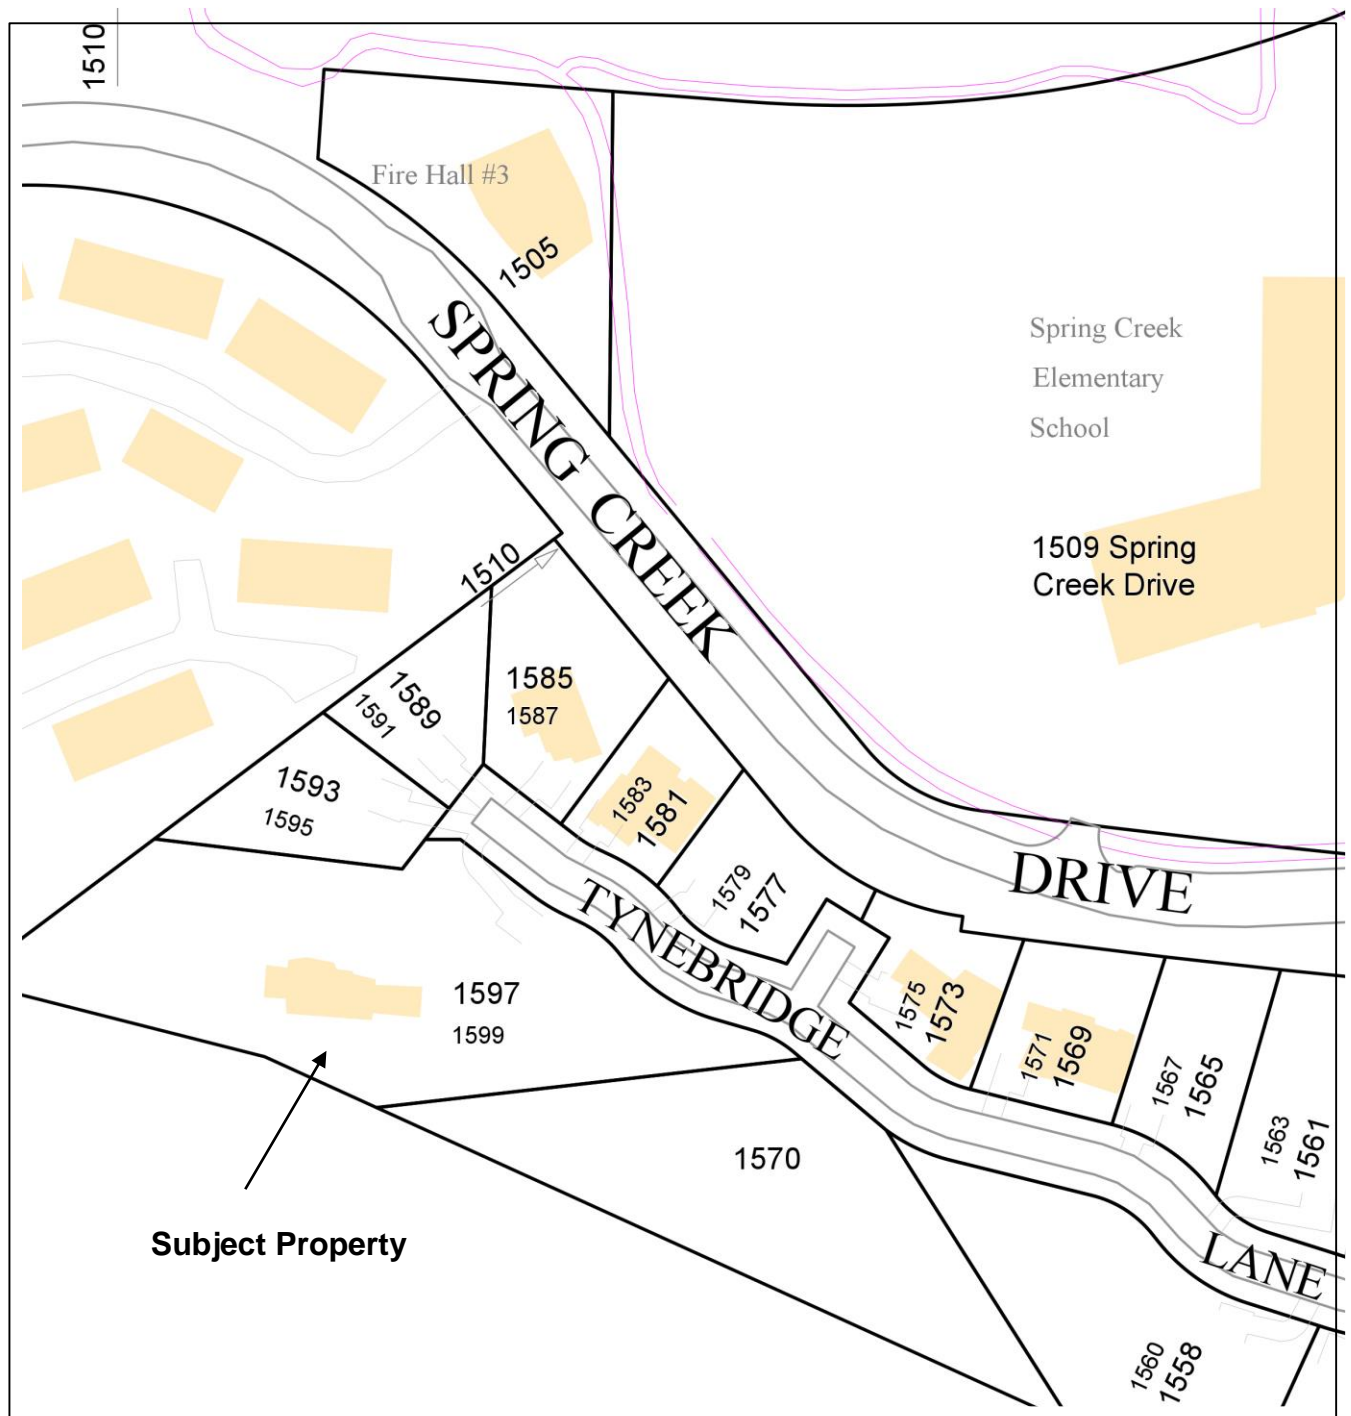 1510
Fire Hall #3
1505
SPRING CREEK DRIVE
Spring Creek
Elementary
School
1509 Spring
Creek Drive
1510
1585
1587
1589
1591
1593
1595
1583
1581
1579
1577
TYNEBRIDGE LANE
1597
1599
1575
1573
1571
1569
1567
1565
1563
1561
1570
Subject Property
1560
1558